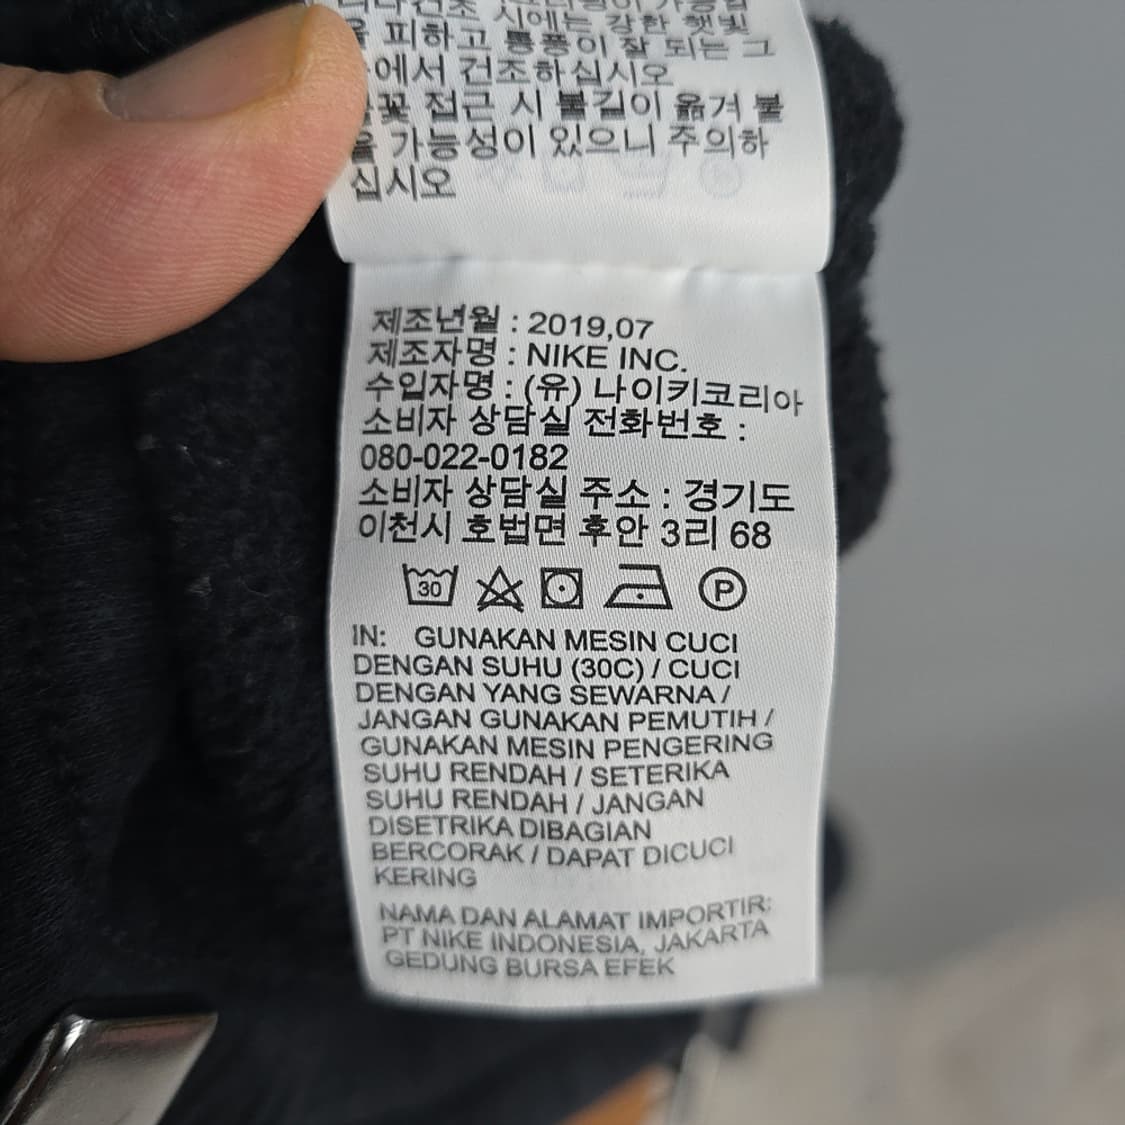 시에는 강한 햇빛
피하고 통풍이 잘 되는 그
에서 건조하십시오
접근 시 불길이 옮겨 붙
가능성이 있으니 주의하
십시오
제조년월 : 2019,07
제조자명 : NIKE INC.
수입자명 : (유) 나이키코리아
소비자 상담실 전화번호 :
080-022-0182
소비자 상담실 주소 : 경기도
이천시 호법면 후안 3리 68
30 P
IN: GUNAKAN MESIN CUCI
DENGAN SUHU (30C) / CUCI
DENGAN YANG SEWARNA /
JANGAN GUNAKAN PEMUTIH /
GUNAKAN MESIN PENGERING
SUHU RENDAH / SETERIKA
SUHU RENDAH / JANGAN
DISETRIKA DIBAGIAN
BERCORAK / DAPAT DICUCI
KERING
NAMA DAN ALAMAT IMPORTIR:
PT NIKE INDONESIA, JAKARTA
GEDUNG BURSA EFEK